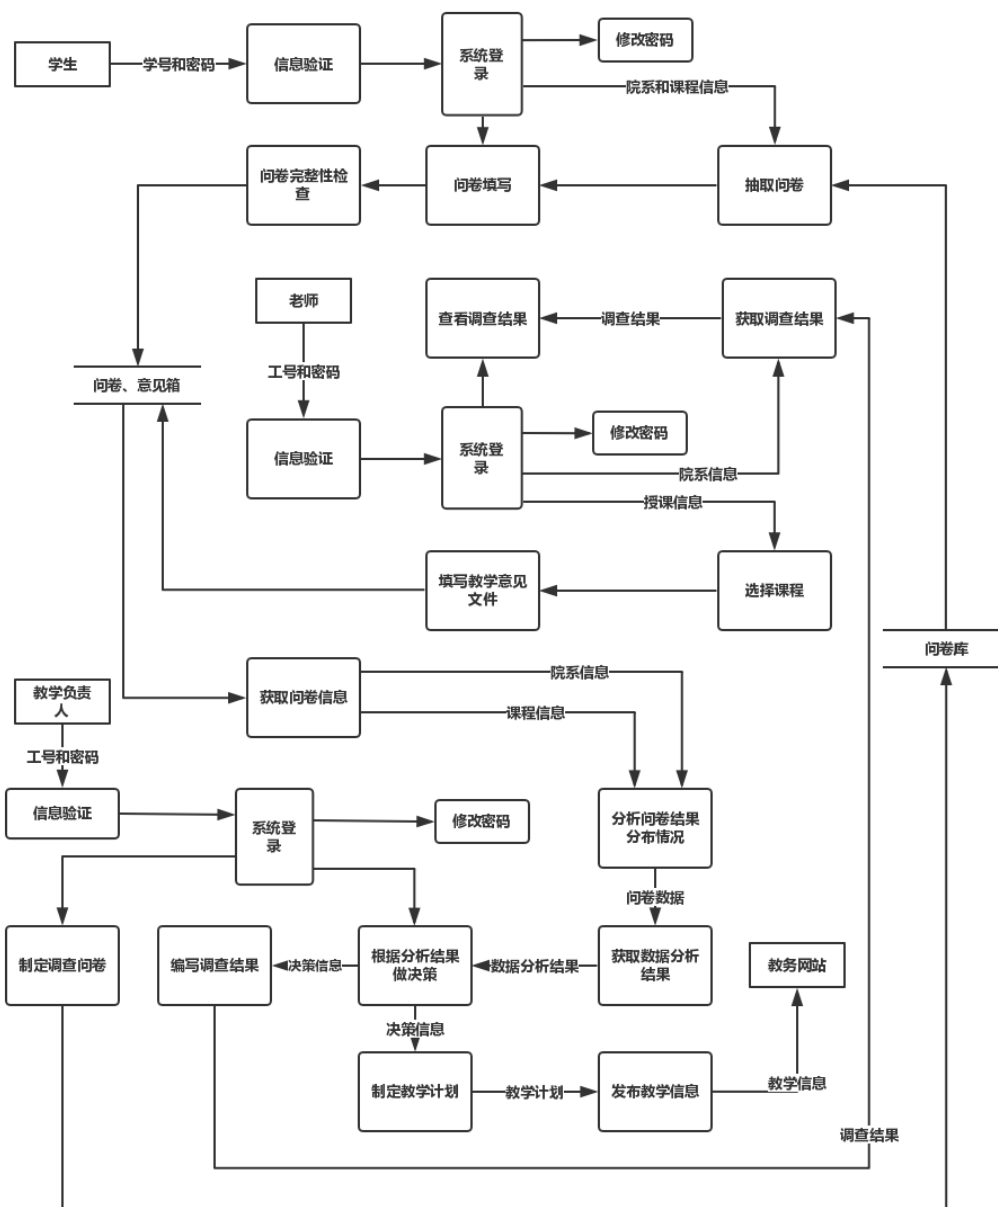 学生
学号和密码
信息验证
系统登
录
修改密码
院系和课程信息
问卷完整性检
查
问卷填写
抽取问卷
老师
工号和密码
查看调查结果
调查结果
获取调查结果
问卷、意见箱
信息验证
系统登
录
修改密码
院系信息
授课信息
填写教学意见
文件
选择课程
问卷库
获取问卷信息
院系信息
课程信息
教学负责
人
工号和密码
信息验证
系统登
录
修改密码
分析问卷结果
分布情况
问卷数据
制定调查问卷
编写调查结果
决策信息
根据分析结果
做决策
数据分析结果
获取数据分析
结果
教务网站
决策信息
制定教学计划
教学计划
发布教学信息
教学信息
调查结果